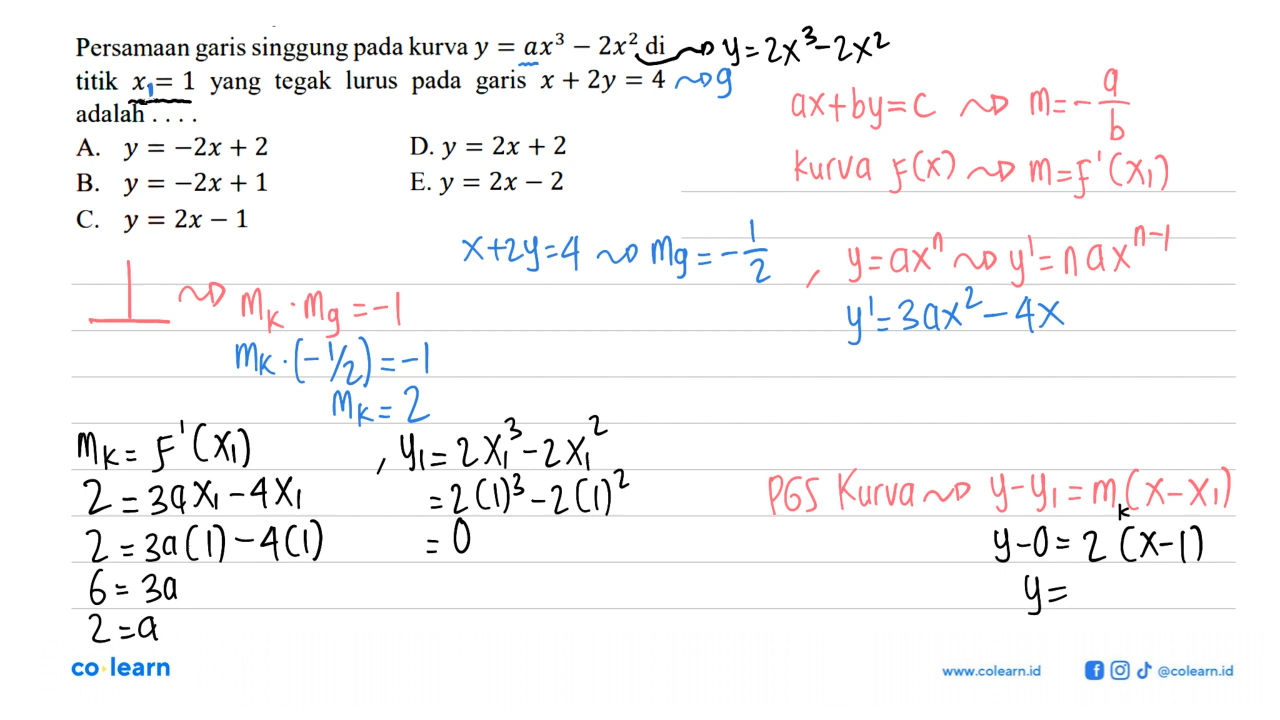 Persamaan garis singgung pada kurva y = ax³ − 2x² di ~> y = 2x³ - 2x²
titik x₁ = 1 yang tegak lurus pada garis x + 2y = 4 ~> g
adalah . . . .
A. y = −2x + 2
B. y = −2x + 1
C. y = 2x − 1
D. y = 2x + 2
E. y = 2x − 2
ax+by=c ~> m = -a/b
kurva f(x) ~> m = f'(x₁)
x+2y=4 ~> mg = -1/2 , y=axⁿ ~> y' = n axⁿ⁻¹
y' = 3ax² - 4x
⊥ ~> mK · mg = -1
mK · (-1/2) = -1
mK = 2
mK = f'(x₁)
2 = 3ax₁ - 4x₁
2 = 3a(1) - 4(1)
6 = 3a
2 = a
, y₁ = 2x₁³ - 2x₁²
= 2(1)³ - 2(1)²
= 0
PGS Kurva ~> y-y₁ = mK(x-x₁)
y-0 = 2 (x-1)
y =
co learn
www.colearn.id
@colearn.id